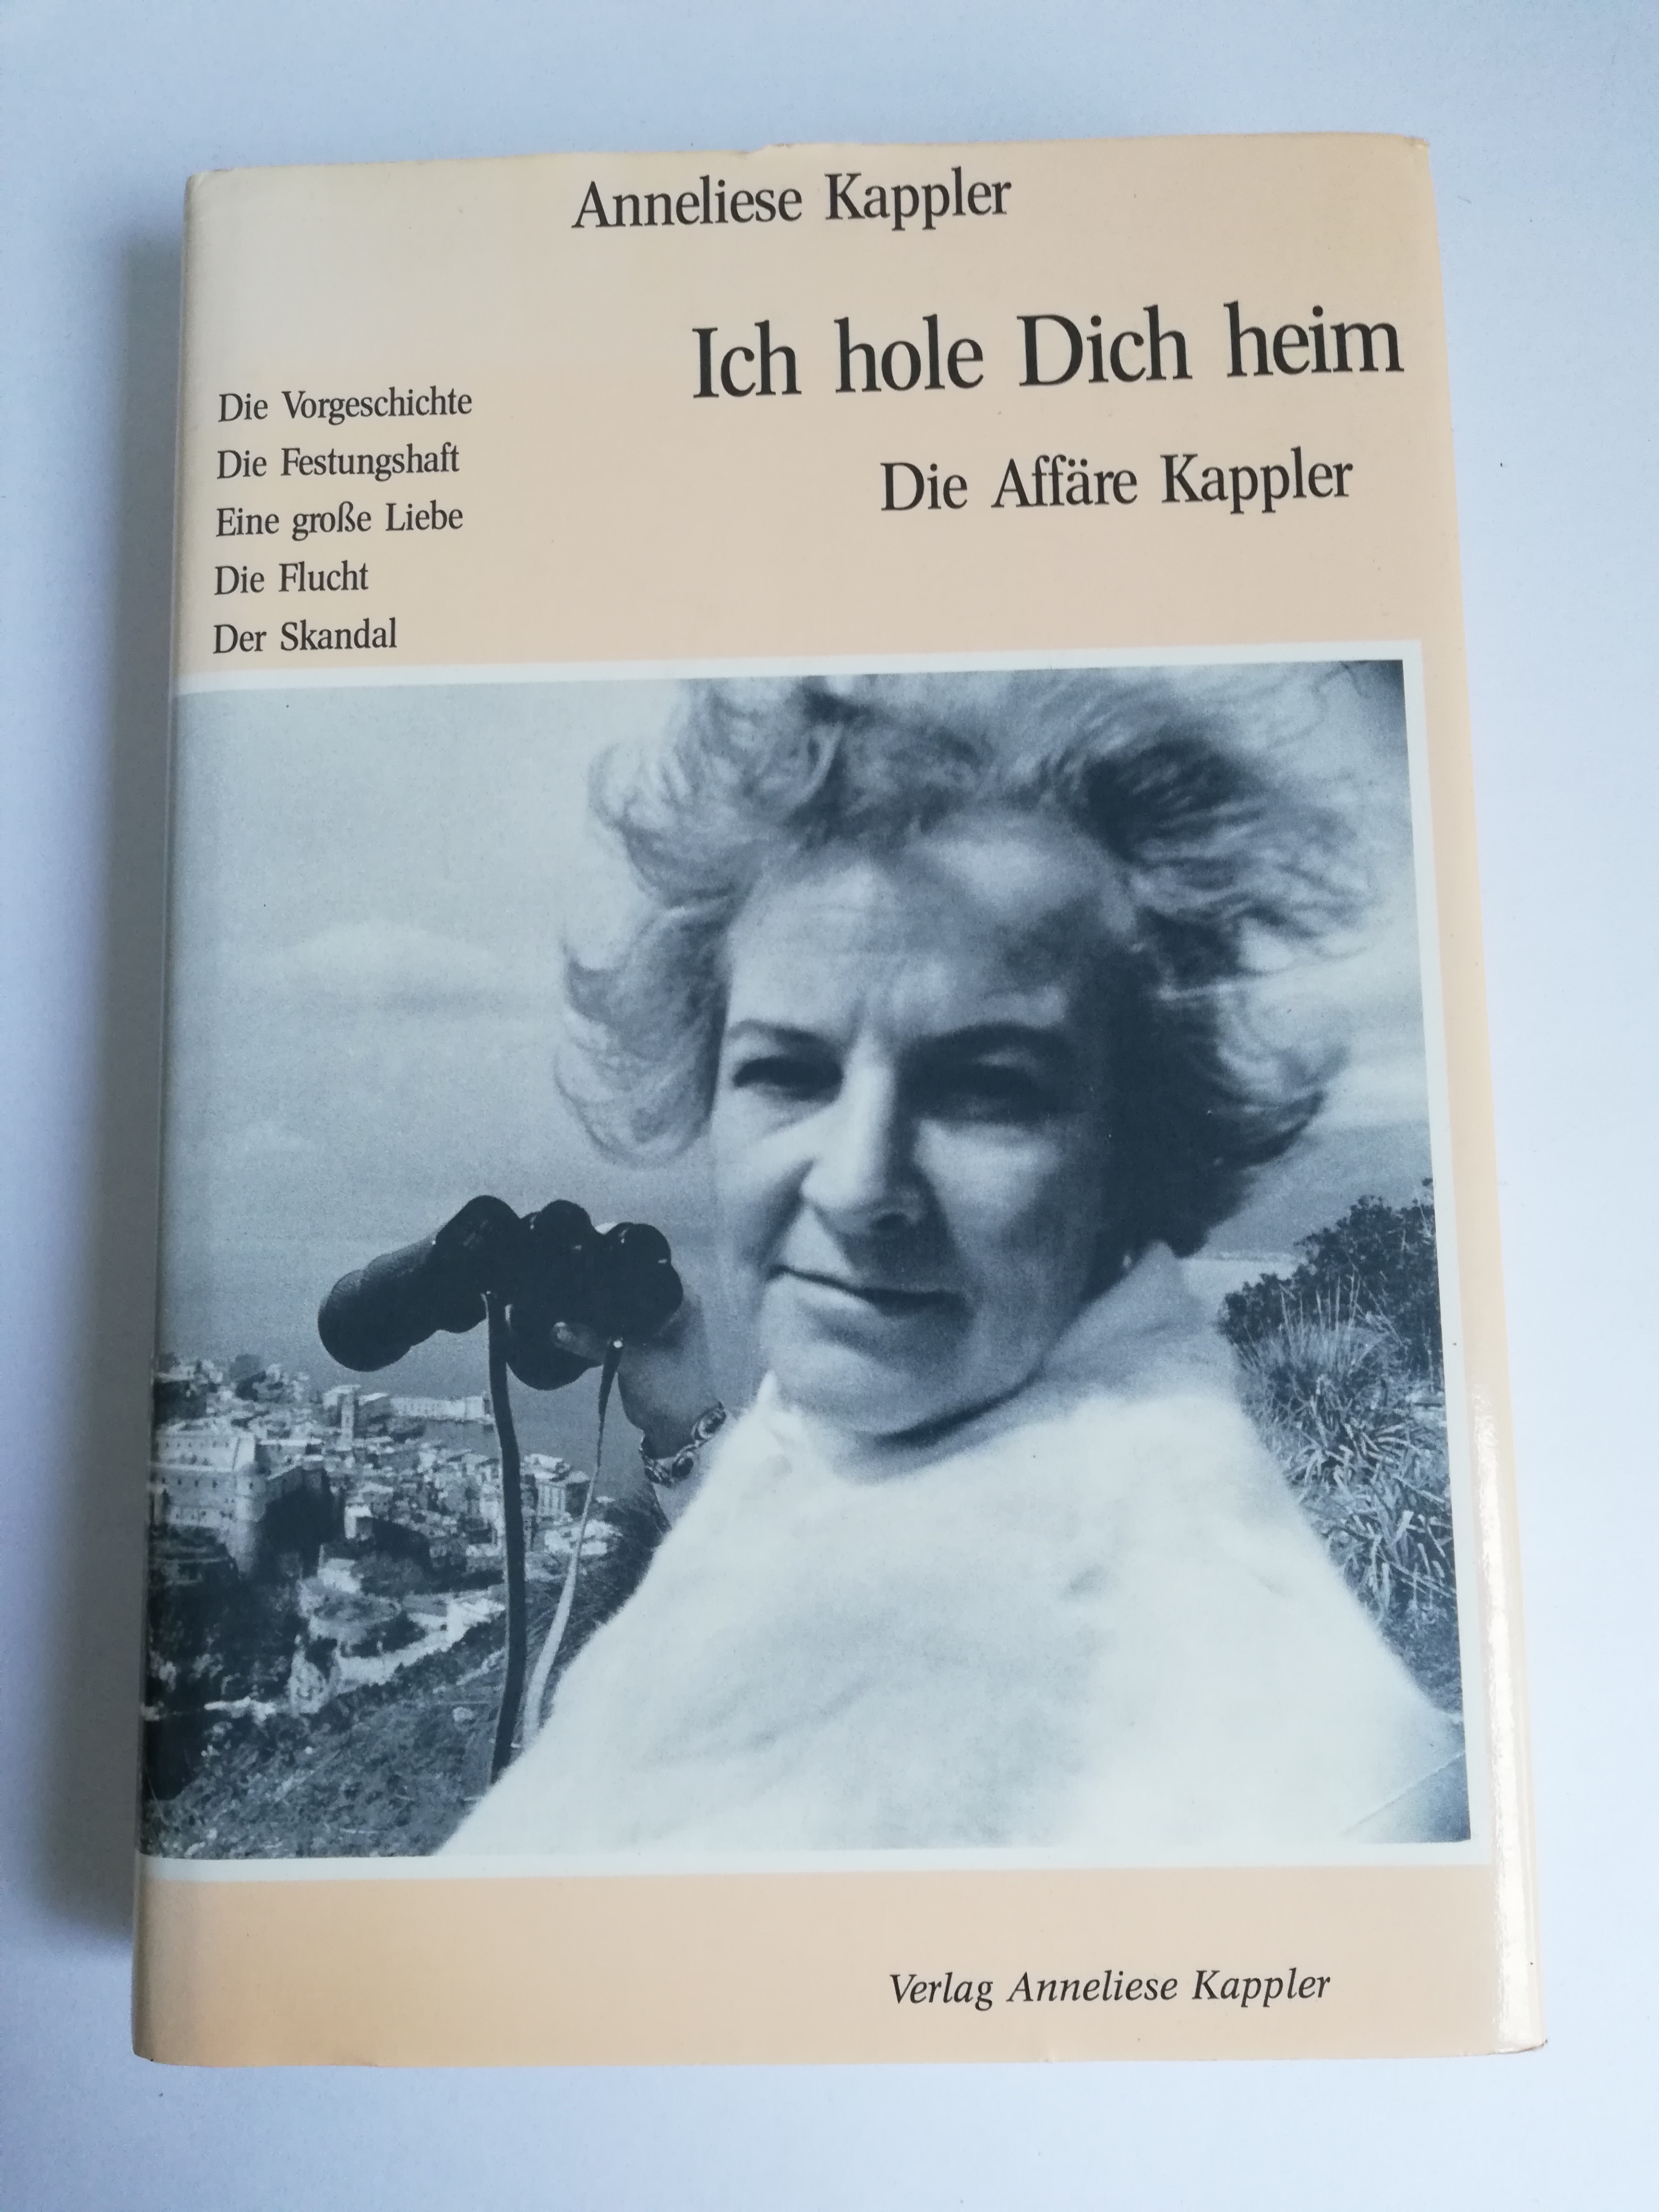 Anneliese Kappler
Ich hole Dich heim
Die Affäre Kappler
Die Vorgeschichte
Die Festungshaft
Eine große Liebe
Die Flucht
Der Skandal
Verlag Anneliese Kappler